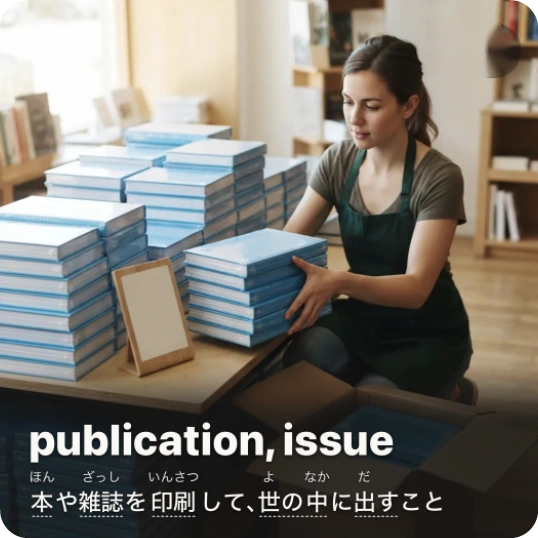 publication, issue
ほん ざっし いんさつ よ なか だ
本や雑誌を印刷して、世の中に出すこと